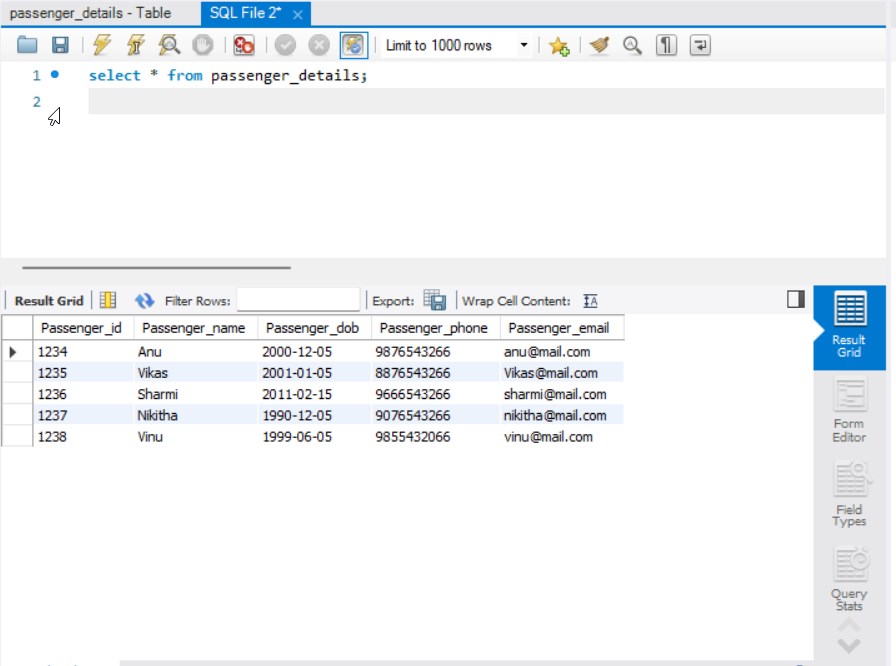 passenger_details - Table SQL File 2*
Limit to 1000 rows
1 select * from passenger_details;
2
Result Grid Filter Rows: Export: Wrap Cell Content:
Passenger_id Passenger_name Passenger_dob Passenger_phone Passenger_email
1234 Anu 2000-12-05 9876543266 anu@mail.com
1235 Vikas 2001-01-05 8876543266 Vikas@mail.com
1236 Sharmi 2011-02-15 9666543266 sharmi@mail.com
1237 Nikitha 1990-12-05 9076543266 nikitha@mail.com
1238 Vinu 1999-06-05 9855432066 vinu@mail.com
Result
Grid
Form
Editor
Field
Types
Query
Stats